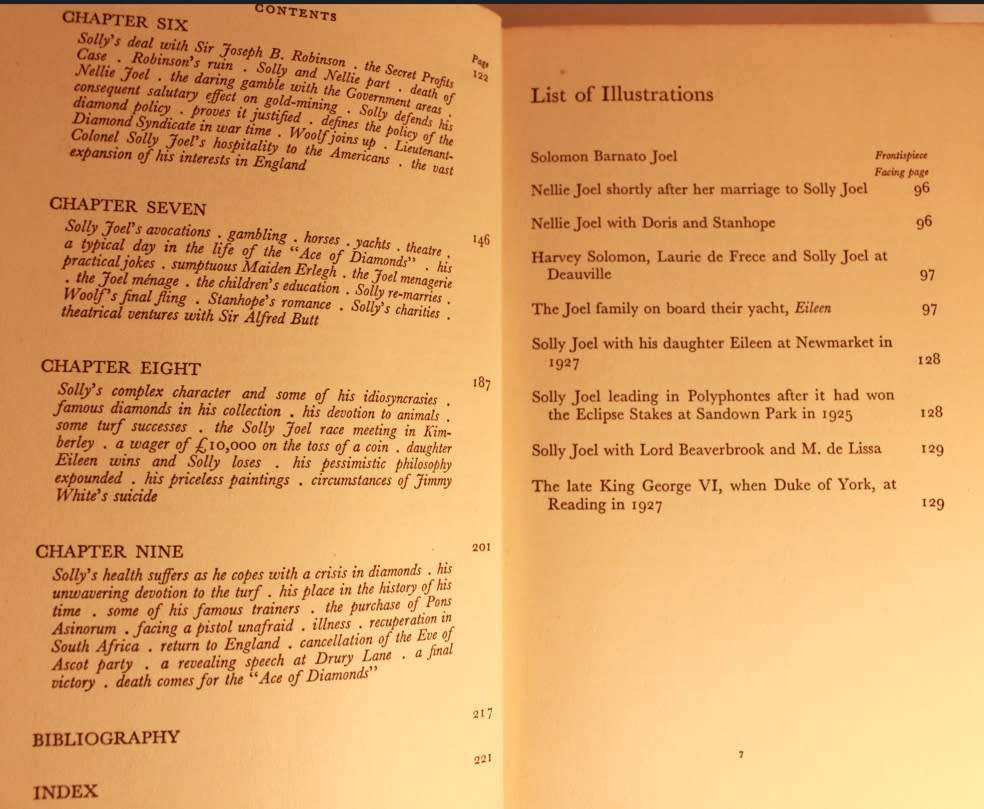 CONTENTS
CHAPTER SIX
Page
Solly's deal with Sir Joseph B. Robinson . the Secret Profits 122
Case . Robinson's ruin . Solly and Nellie part . death of
Nellie Joel . the daring gamble with the Government areas .
consequent salutary effect on gold-mining . Solly defends his
diamond policy . proves it justified . defines the policy of the
Diamond Syndicate in war time . Woolf joins up . Lieutenant-
Colonel Solly Joel's hospitality to the Americans . the vast
expansion of his interests in England
CHAPTER SEVEN
Solly Joel's avocations . gambling . horses . yachts . theatre . 146
a typical day in the life of the “Ace of Diamonds” . his
practical jokes . sumptuous Maiden Erlegh . the Joel menagerie
. the Joel ménage . the children's education . Solly re-marries .
Woolf's final fling . Stanhope's romance . Solly's charities .
theatrical ventures with Sir Alfred Butt
CHAPTER EIGHT
Solly's complex character and some of his idiosyncrasies . 187
famous diamonds in his collection . his devotion to animals .
some turf successes . the Solly Joel race meeting in Kim-
berley . a wager of £10,000 on the toss of a coin . daughter
Eileen wins and Solly loses . his pessimistic philosophy
expounded . his priceless paintings . circumstances of Jimmy
White's suicide
CHAPTER NINE 201
Solly's health suffers as he copes with a crisis in diamonds . his
unwavering devotion to the turf . his place in the history of his
time . some of his famous trainers . the purchase of Pons
Asinorum . facing a pistol unafraid . illness . recuperation in
South Africa . return to England . cancellation of the Eve of
Ascot party . a revealing speech at Drury Lane . a final
victory . death comes for the “Ace of Diamonds”
BIBLIOGRAPHY 217
INDEX 221
List of Illustrations
Solomon Barnato Joel Frontispiece
Facing page
Nellie Joel shortly after her marriage to Solly Joel 96
Nellie Joel with Doris and Stanhope 96
Harvey Solomon, Laurie de Frece and Solly Joel at
Deauville 97
The Joel family on board their yacht, Eileen 97
Solly Joel with his daughter Eileen at Newmarket in
1927 128
Solly Joel leading in Polyphontes after it had won
the Eclipse Stakes at Sandown Park in 1925 128
Solly Joel with Lord Beaverbrook and M. de Lissa 129
The late King George VI, when Duke of York, at
Reading in 1927 129
7